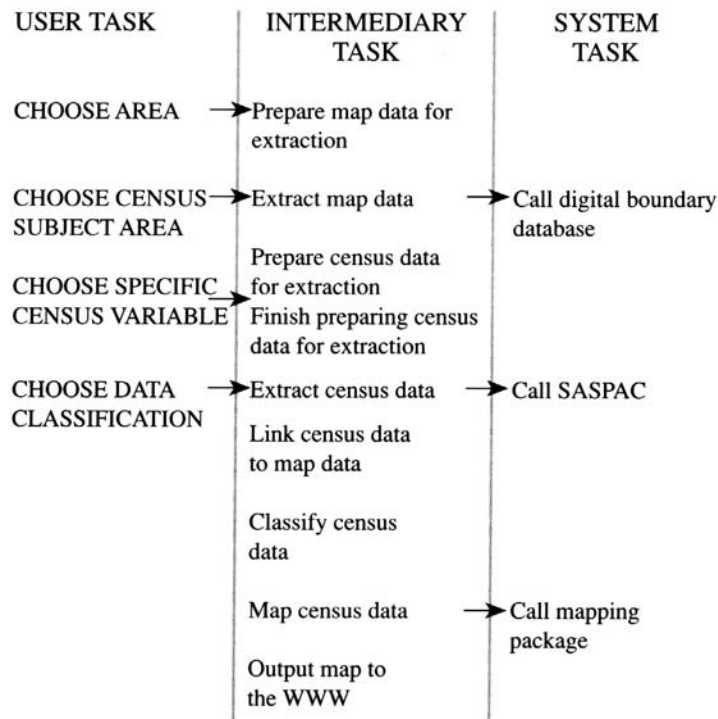 USER TASK
INTERMEDIARY
TASK
SYSTEM
TASK
CHOOSE AREA
Prepare map data for
extraction
CHOOSE CENSUS
SUBJECT AREA
Extract map data
Call digital boundary
database
Prepare census data
for extraction
CHOOSE SPECIFIC
CENSUS VARIABLE
Finish preparing census
data for extraction
CHOOSE DATA
CLASSIFICATION
Extract census data
Call SASPAC
Link census data
to map data
Classify census
data
Map census data
Call mapping
package
Output map to
the WWW